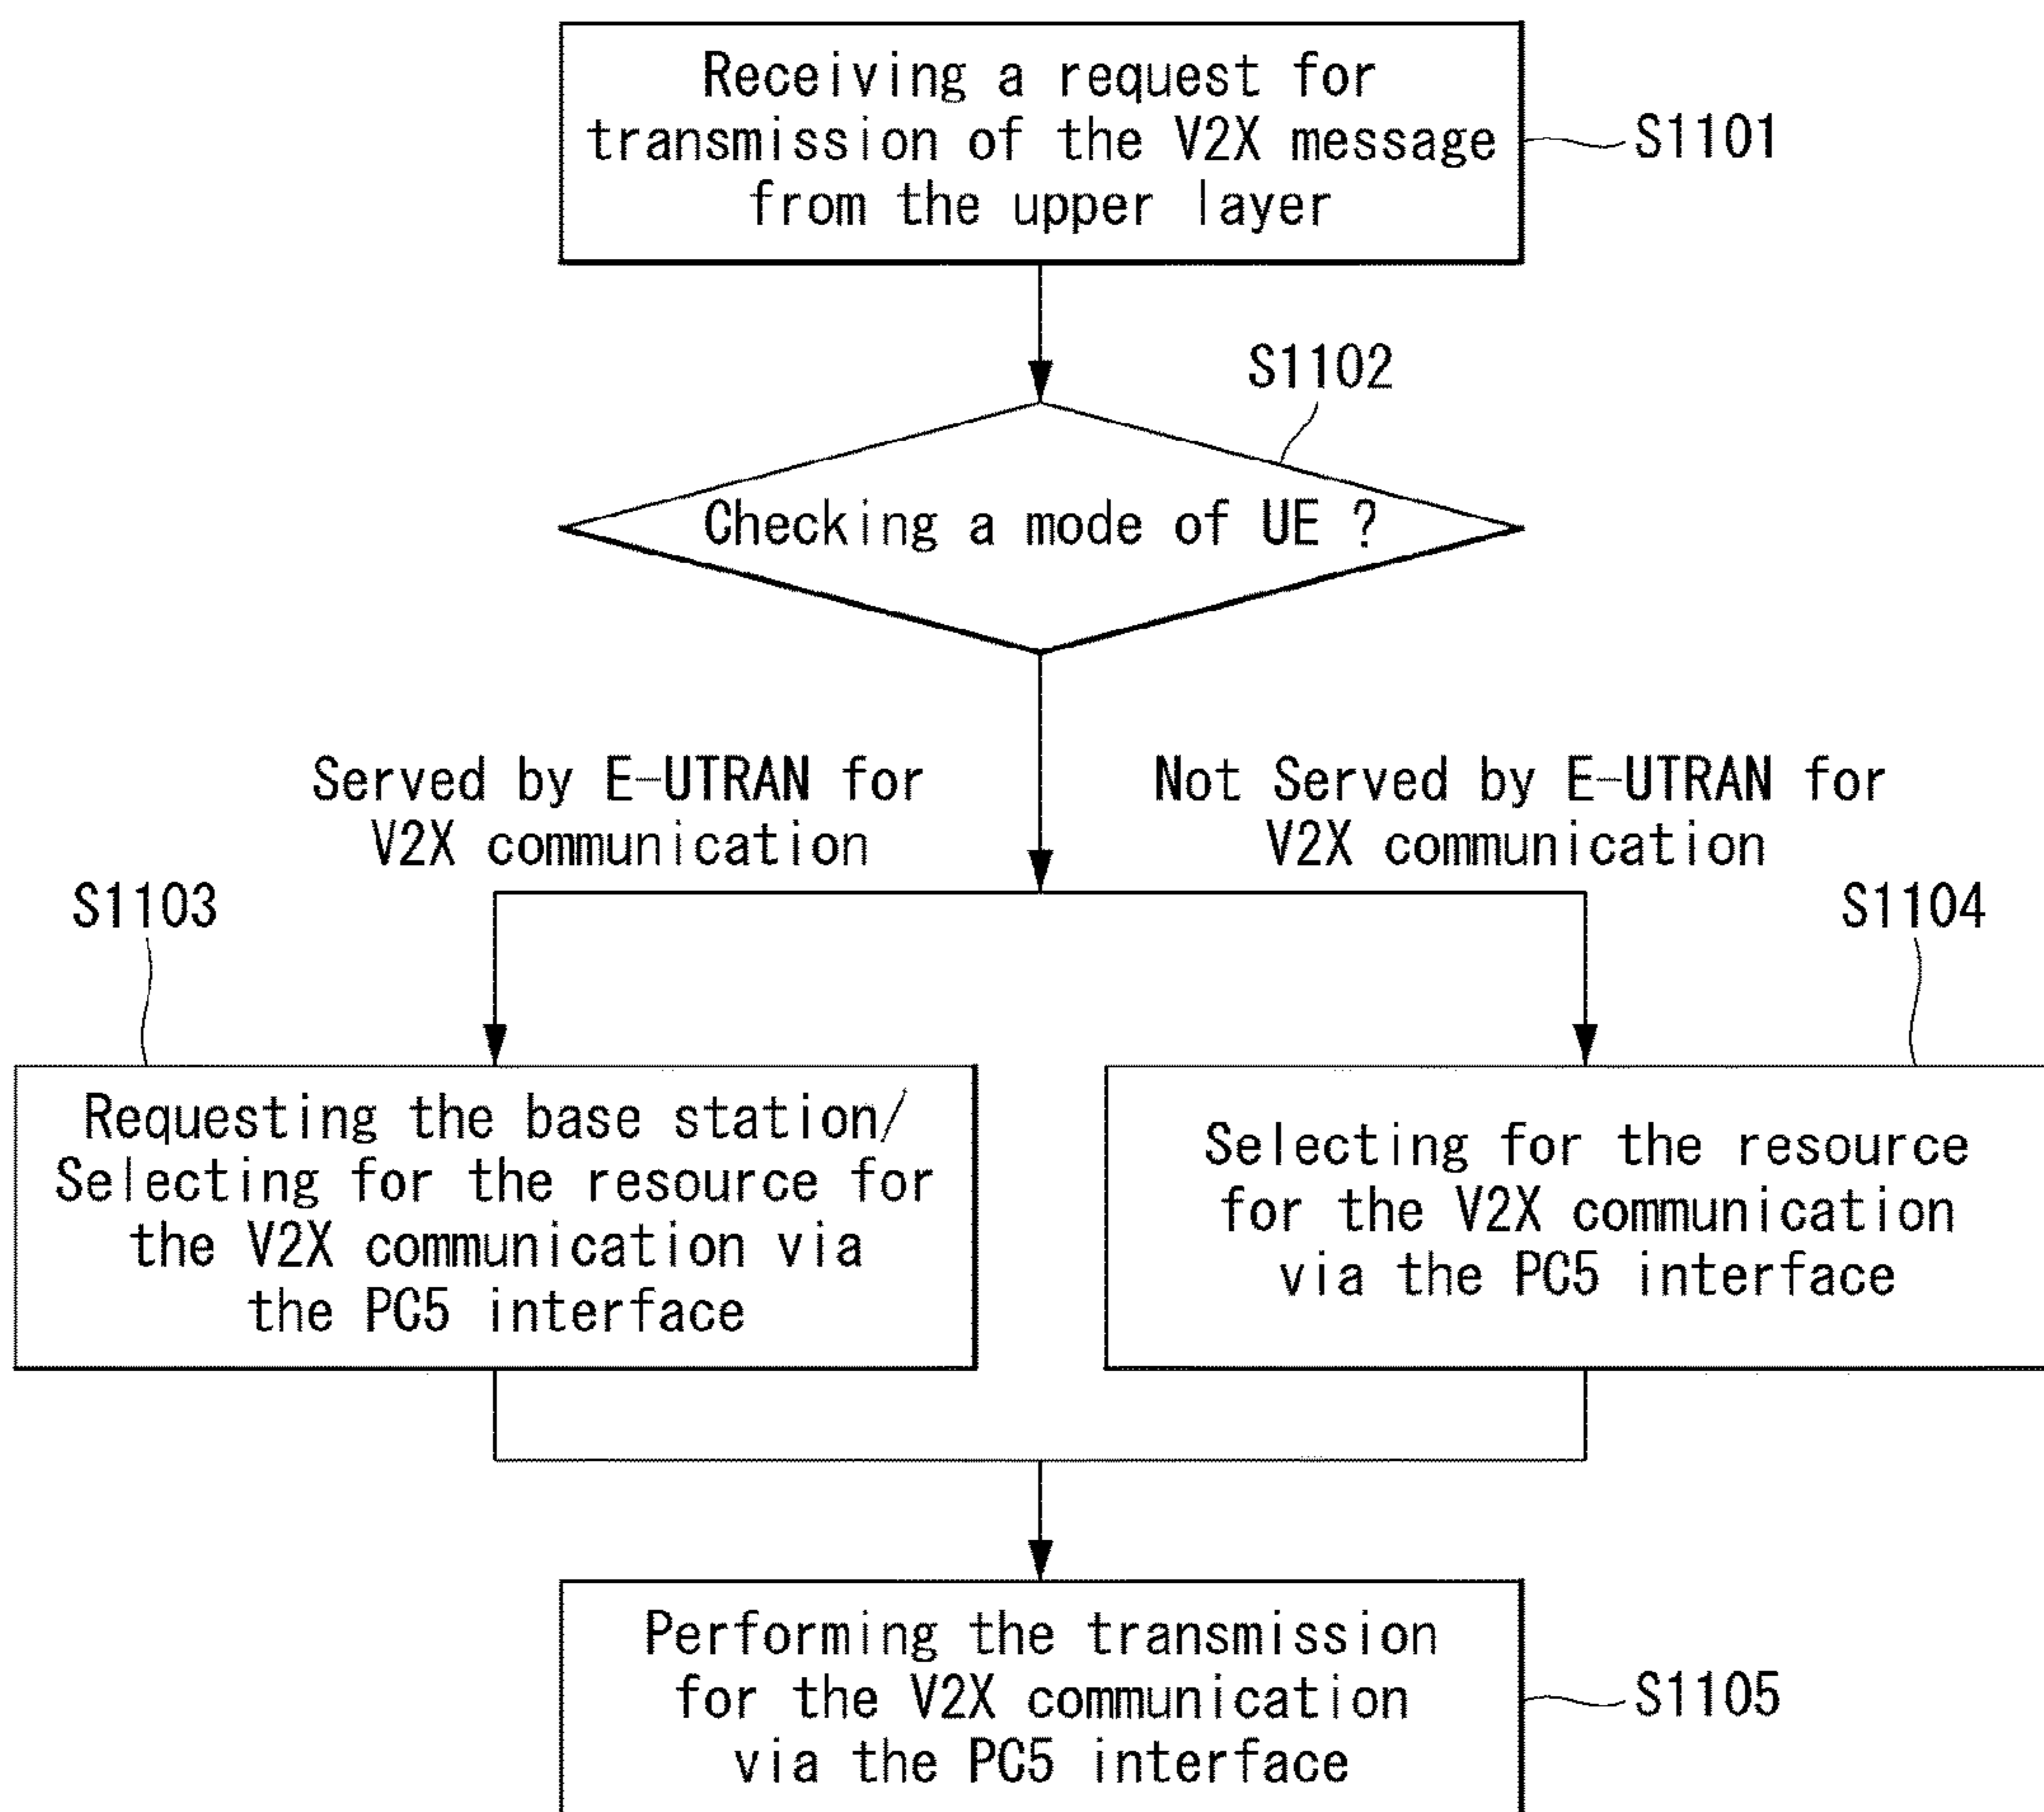 Receiving a request for
transmission of the V2X message
from the upper layer
S1101
S1102
Checking a mode of UE ?
Served by E-UTRAN for
V2X communication
Not Served by E-UTRAN for
V2X communication
S1103
S1104
Requesting the base station/
Selecting for the resource for
the V2X communication via
the PC5 interface
Selecting for the resource
for the V2X communication
via the PC5 interface
Performing the transmission
for the V2X communication
via the PC5 interface
S1105